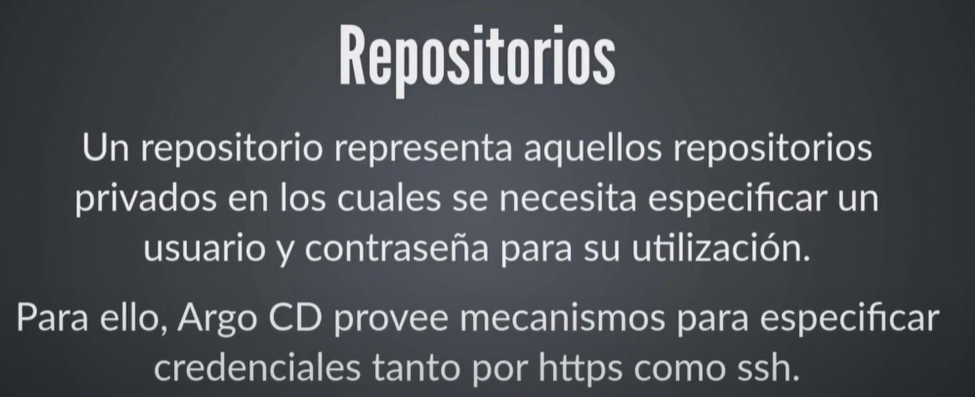 Repositorios
Un repositorio representa aquellos repositorios
privados en los cuales se necesita especificar un
usuario y contraseña para su utilización.
Para ello, Argo CD provee mecanismos para especificar
credenciales tanto por https como ssh.